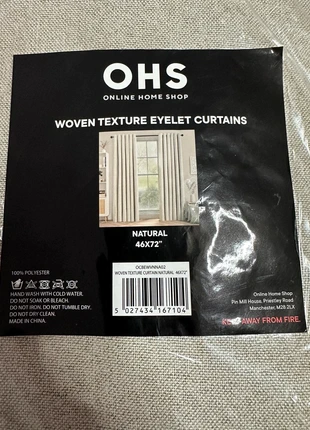 OHS
ONLINE HOME SHOP
WOVEN TEXTURE EYELET CURTAINS
NATURAL
46X72"
OCBEWVNNA02
WOVEN TEXTURE CURTAIN NATURAL 46X72"
5 027434 167104
100% POLYESTER
HAND WASH WITH COLD WATER.
DO NOT SOAK OR BLEACH.
DO NOT IRON. DO NOT TUMBLE DRY.
DO NOT DRY CLEAN.
MADE IN CHINA.
Online Home Shop
Pin Mill House, Priestley Road
Manchester, M28 2LX
KEEP AWAY FROM FIRE.